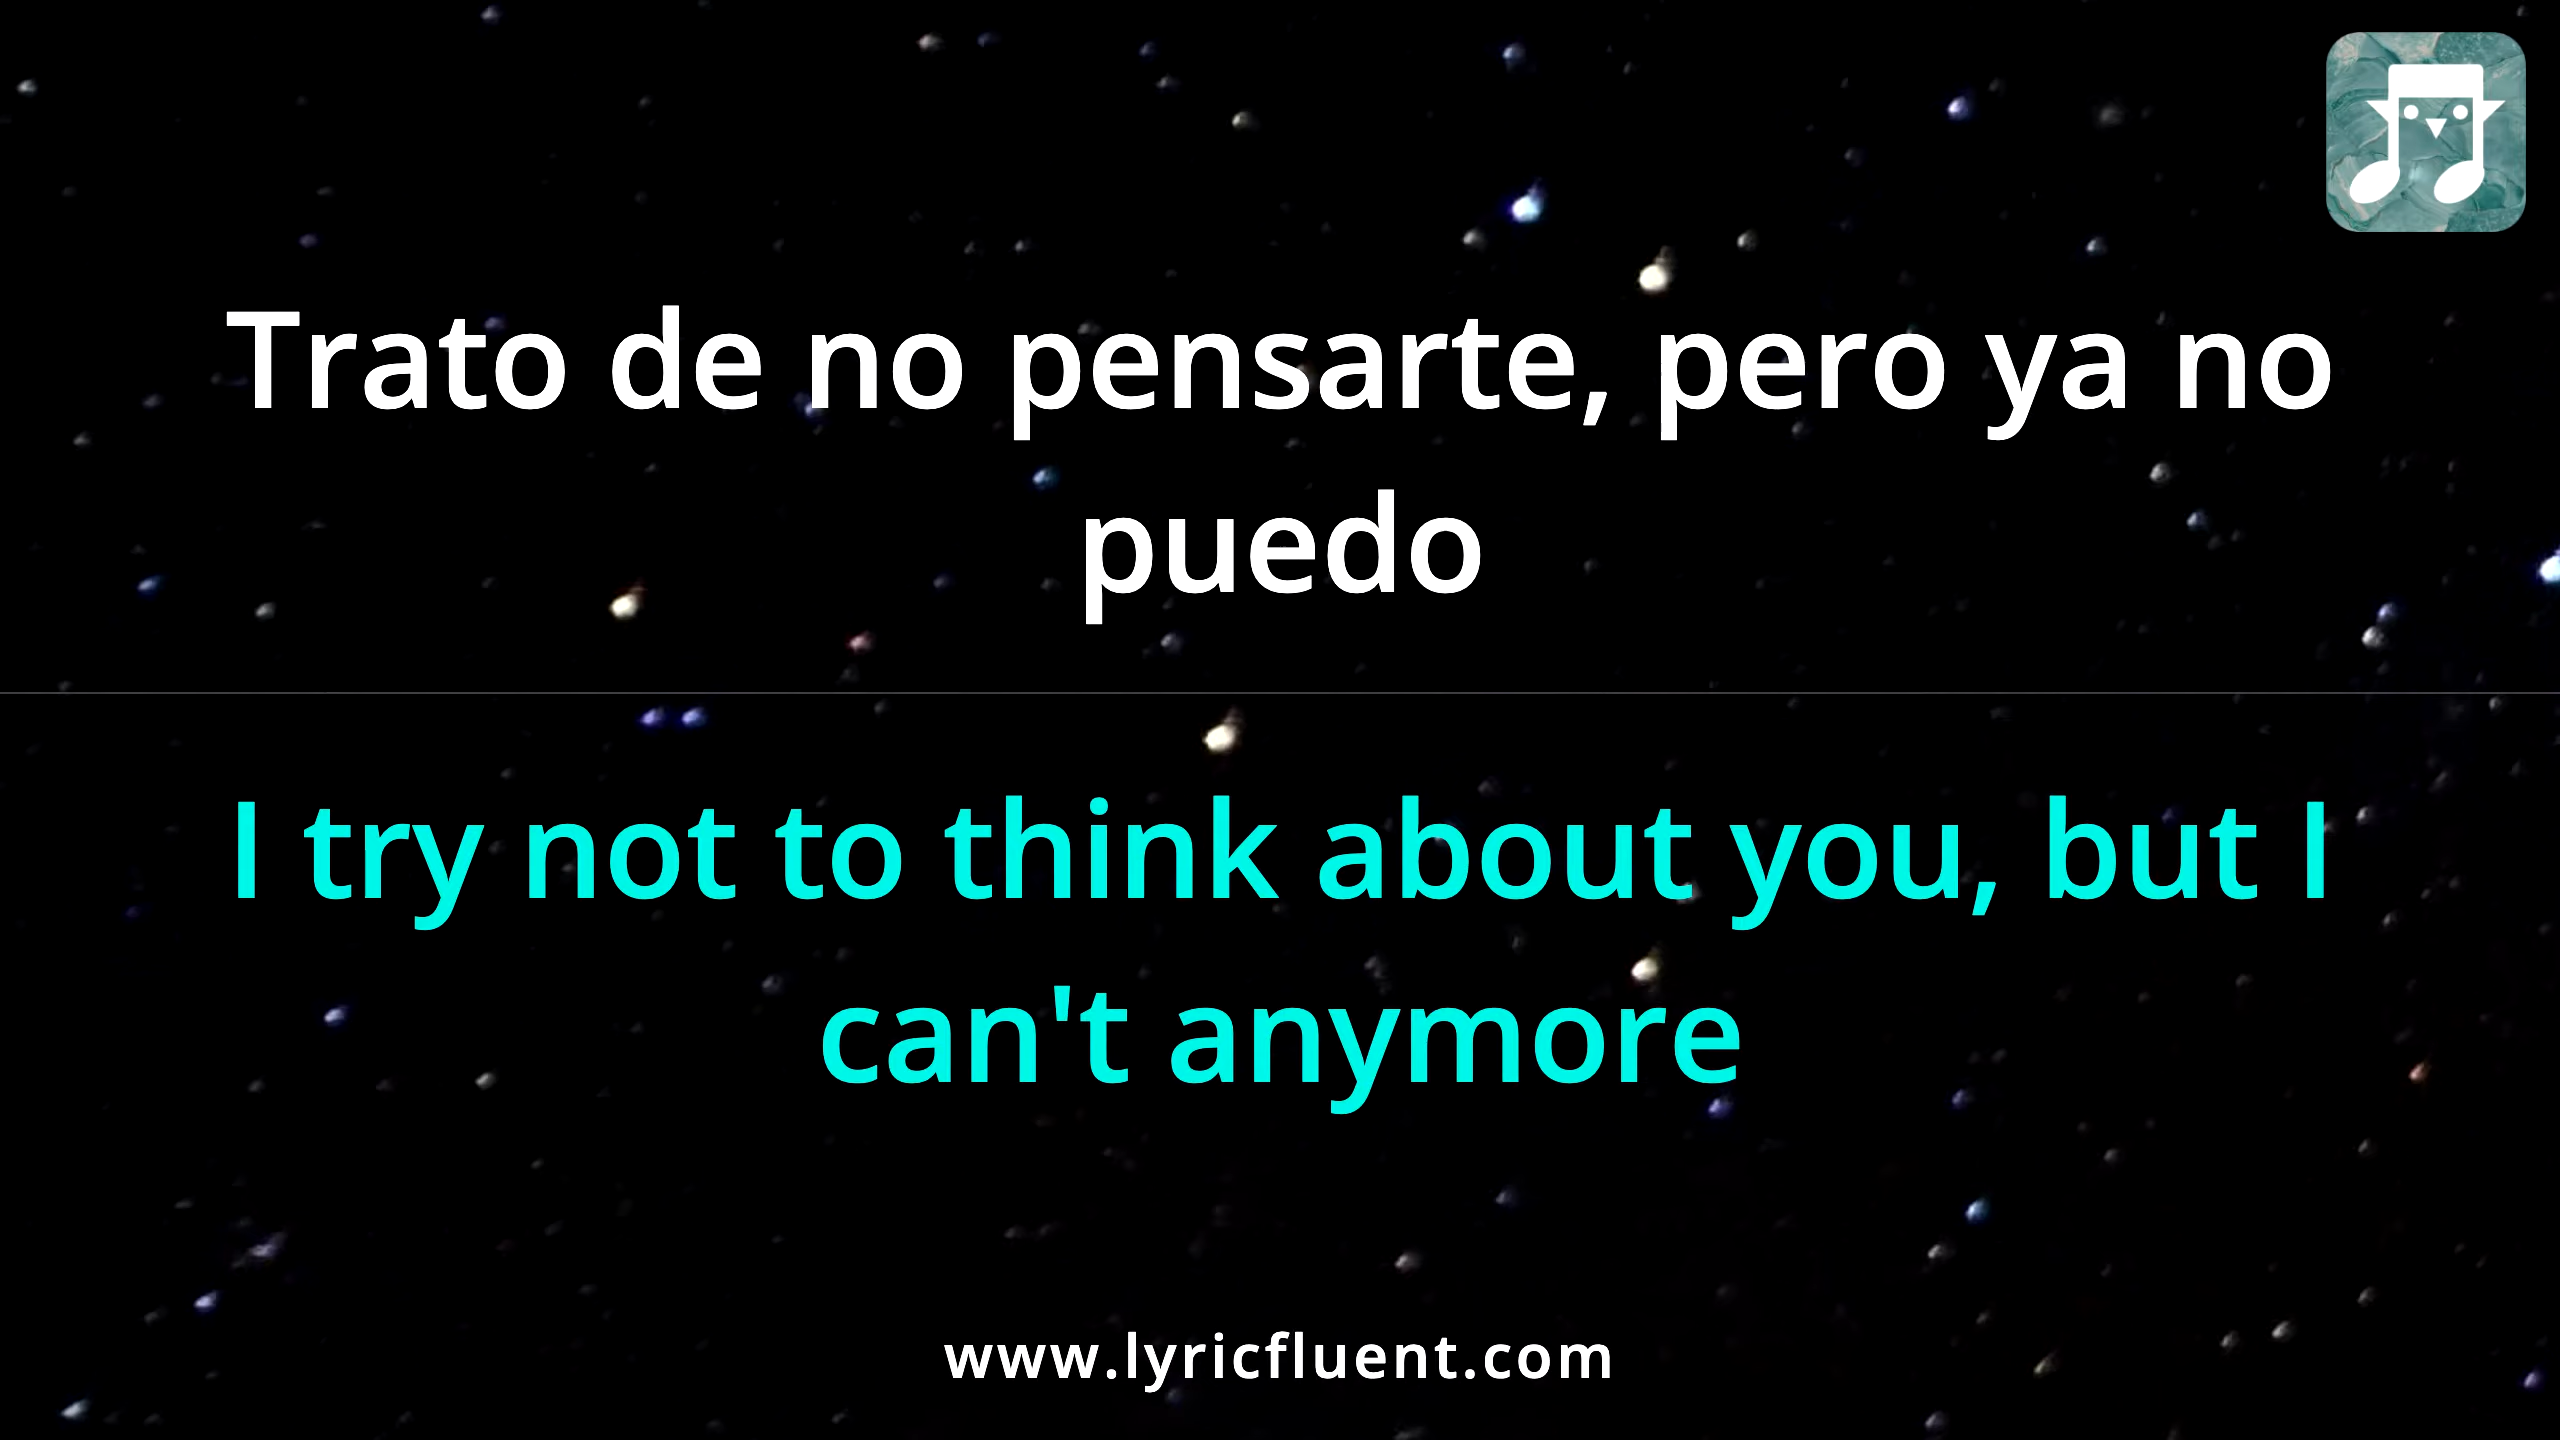 Trato de no pensarte, pero ya no
puedo
I try not to think about you, but I
can't anymore
www.lyricfluent.com